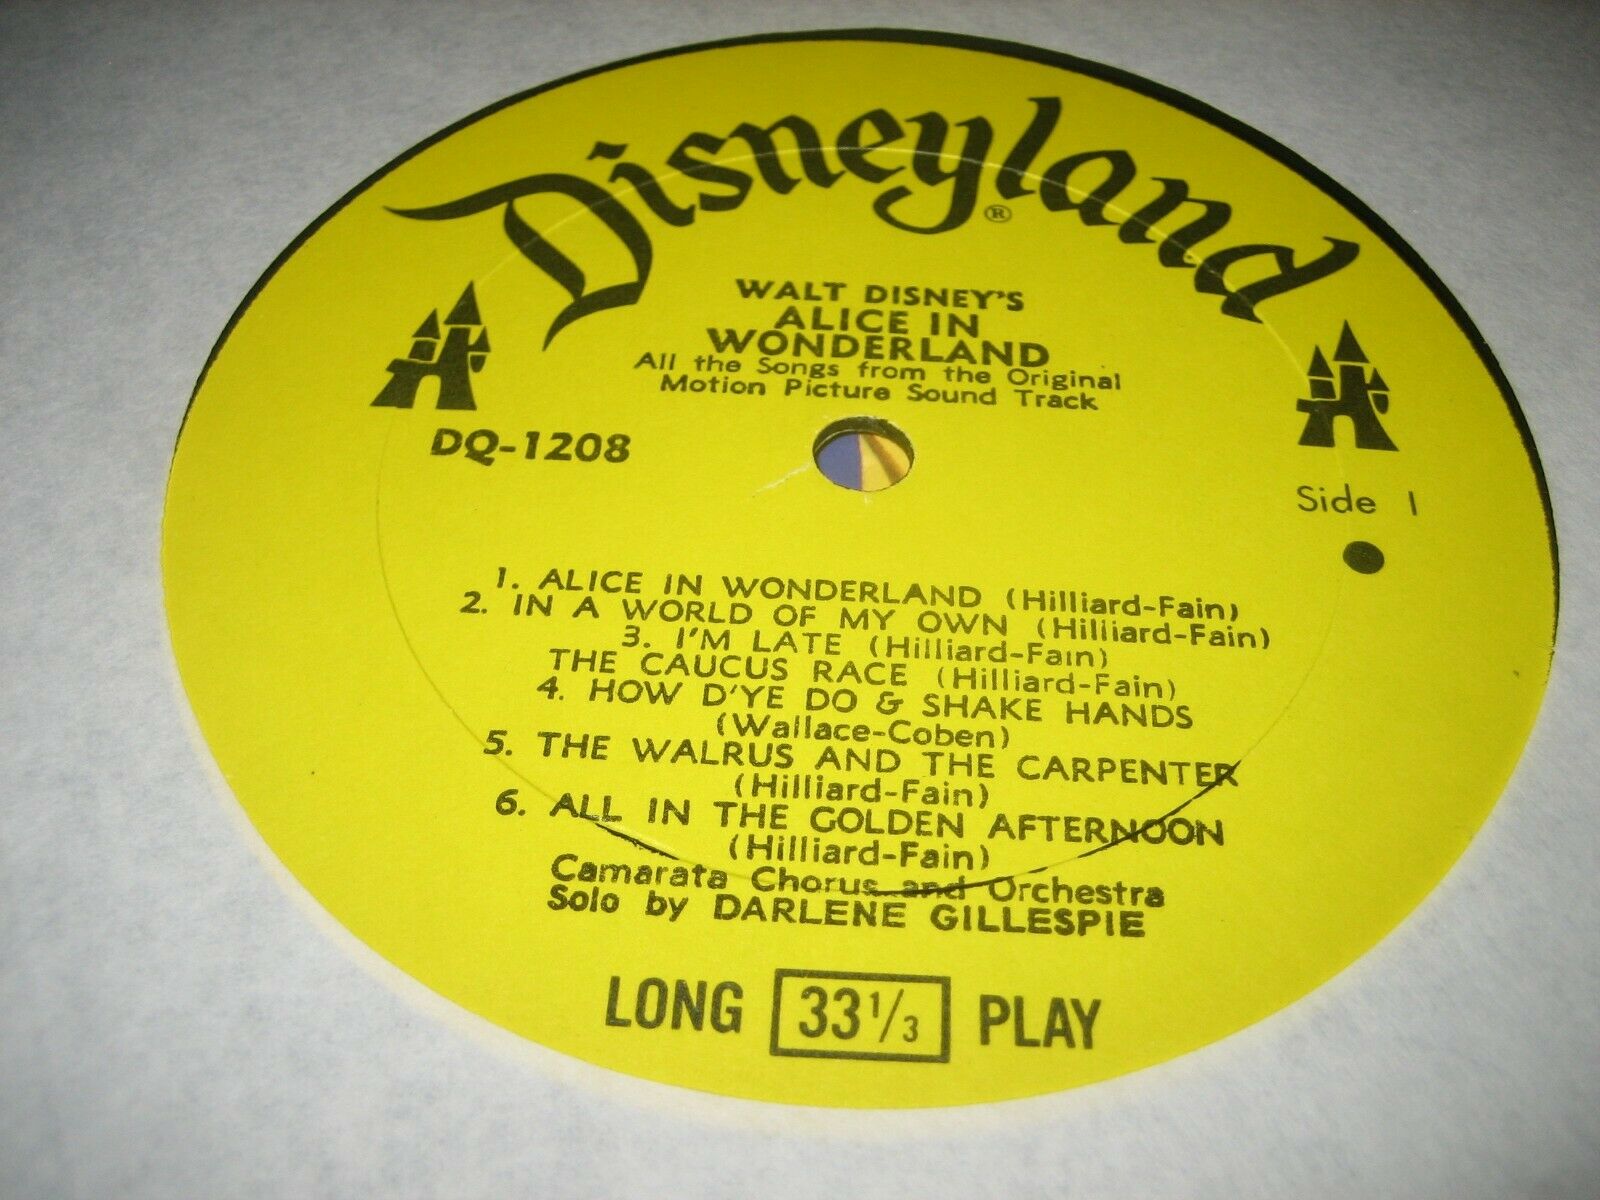 Disneyland®
WALT DISNEY'S
ALICE IN
WONDERLAND
All the Songs from the Original
Motion Picture Sound Track
DQ-1208
Side 1
1. ALICE IN WONDERLAND (Hilliard-Fain)
2. IN A WORLD OF MY OWN (Hilliard-Fain)
3. I'M LATE (Hilliard-Fain)
THE CAUCUS RACE (Hilliard-Fain)
4. HOW D'YE DO & SHAKE HANDS
(Wallace-Coben)
5. THE WALRUS AND THE CARPENTER
(Hilliard-Fain)
6. ALL IN THE GOLDEN AFTERNOON
(Hilliard-Fain)
Camarata Chorus and Orchestra
Solo by DARLENE GILLESPIE
LONG 33 1/3 PLAY